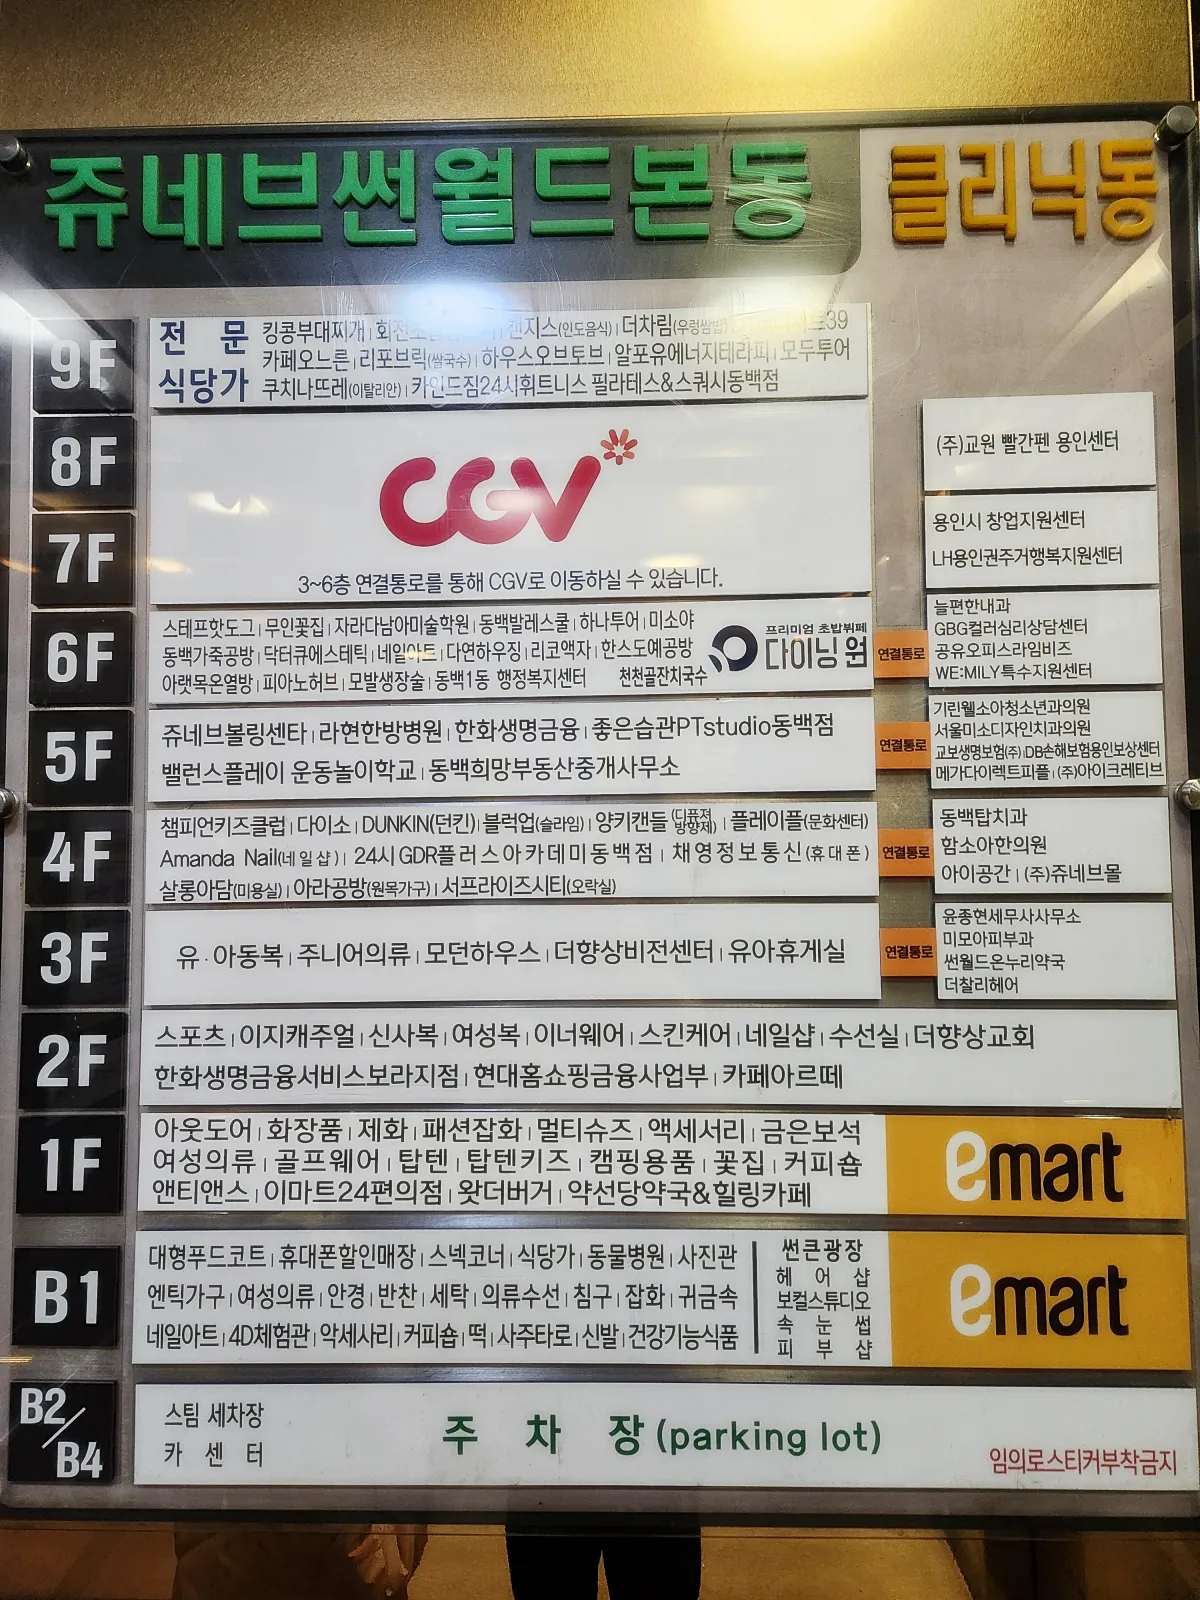 쥬네브썬월드본동
클리닉동
9F
전문
식당가
킹콩부대찌개 | 회전초밥 | 갠지스(인도음식) | 더차림(우렁쌈밥)
카페오느른 | 리포브릭(쌀국수) | 하우스오브토브 | 알포유에너지테라피 | 모두투어
쿠치나뜨레(이탈리안) | 카인드짐24시휘트니스 필라테스&스쿼시동백점
8F
7F
CGV
3~6층 연결통로를 통해 CGV로 이동하실 수 있습니다.
(주)교원 빨간펜 용인센터
용인시 창업지원센터
LH용인권주거행복지원센터
6F
스테프핫도그 | 무인꽃집 | 자라다남아미술학원 | 동백발레스쿨 | 하나투어 | 미소야
동백가죽공방 | 닥터큐에스테틱 | 네일아트 | 다연하우징 | 리코액자 | 한스도예공방
아랫목온열방 | 피아노허브 | 모발생장술 | 동백1동 행정복지센터 천천골잔치국수
프리미엄 초밥뷔페
다이닝원
연결통로
늘편한내과
GBG컬러심리상담센터
공유오피스라임비즈
WE:MILY특수지원센터
5F
쥬네브볼링센타 | 라현한방병원 | 한화생명금융 | 좋은습관PTstudio동백점
밸런스플레이 운동놀이학교 | 동백희망부동산중개사무소
연결통로
기린웰소아청소년과의원
서울미소디자인치과의원
교보생명보험(주) | DB손해보험용인보상센터
메가다이렉트피플 | (주)아이크레티브
4F
챔피언키즈클럽 | 다이소 | DUNKIN(던킨) | 블럭업(슬라임) | 양키캔들(디퓨져 방향제) | 플레이플(문화센터)
Amanda Nail(네일샵) | 24시 GDR플러스아카데미동백점 | 채영정보통신(휴대폰)
살롱아담(미용실) | 아라공방(원목가구) | 서프라이즈시티(오락실)
연결통로
동백탑치과
함소아한의원
아이공간 | (주)쥬네브몰
3F
유·아동복 | 주니어의류 | 모던하우스 | 더향상비전센터 | 유아휴게실
연결통로
윤종현세무사사무소
미모아피부과
썬월드온누리약국
더찰리헤어
2F
스포츠 | 이지캐주얼 | 신사복 | 여성복 | 이너웨어 | 스킨케어 | 네일샵 | 수선실 | 더향상교회
한화생명금융서비스보라지점 | 현대홈쇼핑금융사업부 | 카페아르떼
1F
아웃도어 | 화장품 | 제화 | 패션잡화 | 멀티슈즈 | 액세서리 | 금은보석
여성의류 | 골프웨어 | 탑텐 | 탑텐키즈 | 캠핑용품 | 꽃집 | 커피숍
앤티앤스 | 이마트24편의점 | 왓더버거 | 약선당약국&힐링카페
emart
B1
대형푸드코트 | 휴대폰할인매장 | 스넥코너 | 식당가 | 동물병원 | 사진관
엔틱가구 | 여성의류 | 안경 | 반찬 | 세탁 | 의류수선 | 침구 | 잡화 | 귀금속
네일아트 | 4D체험관 | 악세사리 | 커피숍 | 떡 | 사주타로 | 신발 | 건강기능식품
썬큰광장
헤어샵
보컬스튜디오
속눈썹
피부샵
emart
B2/B4
스팀 세차장
카센터
주차장(parking lot)
임의로스티커부착금지